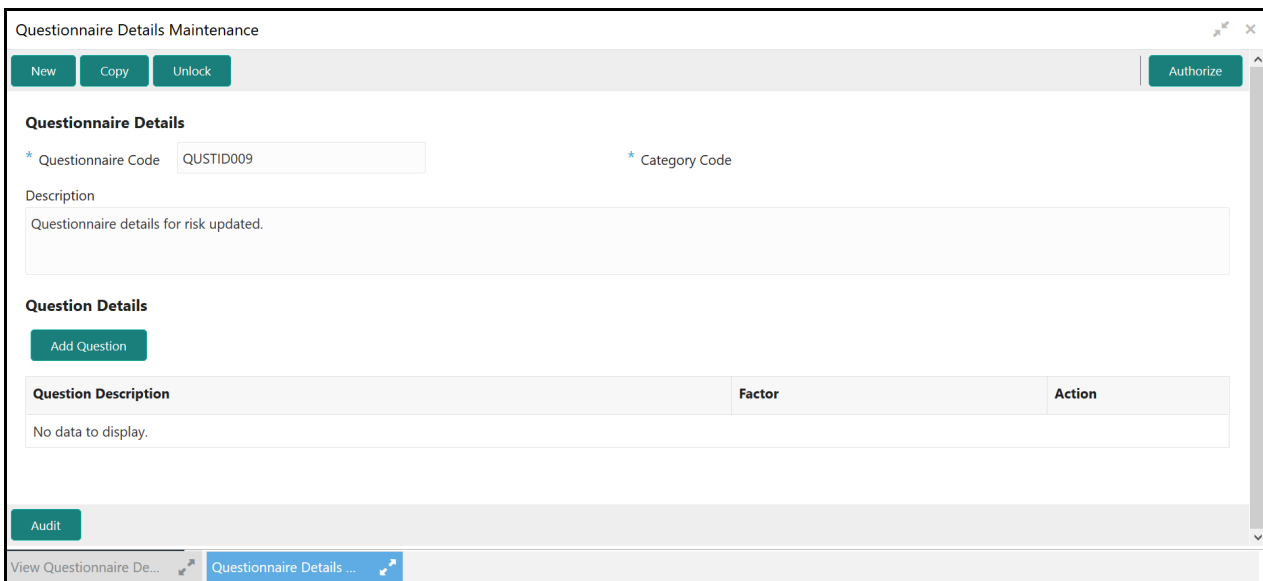 Questionnaire Details Maintenance
New Copy Unlock Authorize
Questionnaire Details
* Questionnaire Code QUSTID009 * Category Code
Description
Questionnaire details for risk updated.
Question Details
Add Question
Question Description Factor Action
No data to display.
Audit
View Questionnaire De... Questionnaire Details ...